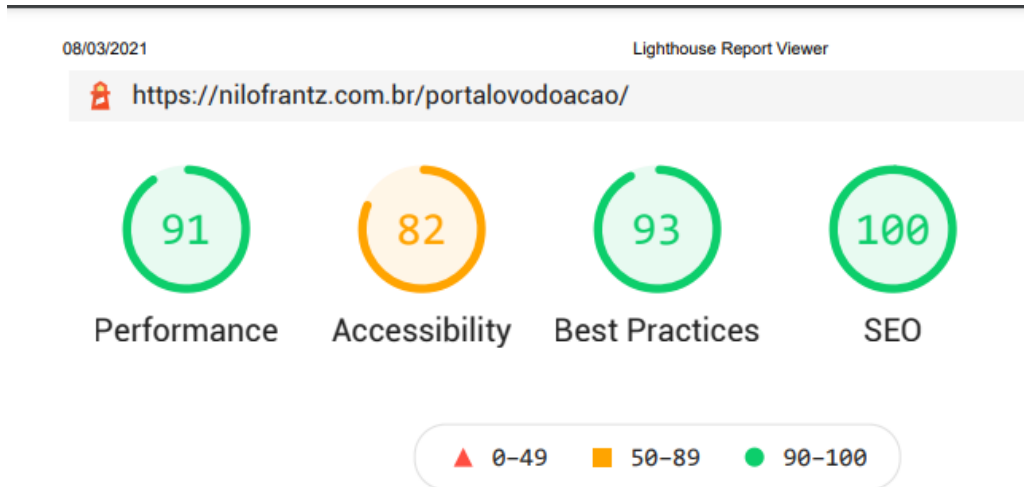 08/03/2021 Lighthouse Report Viewer
https://nilofrantz.com.br/portalovodoacao/
91 82 93 100
Performance Accessibility Best Practices SEO
0–49 50–89 90–100